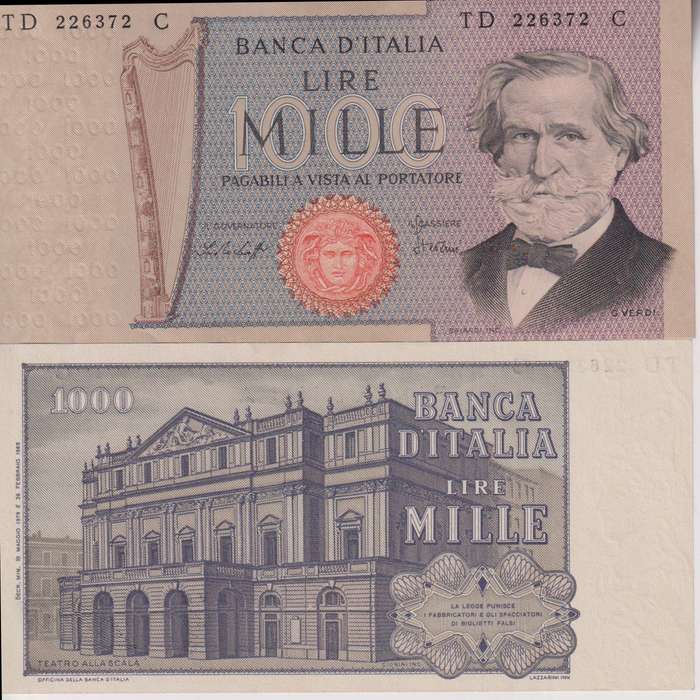 TD 226372 C
TD 226372 C
BANCA D'ITALIA
LIRE
1000
MILLE
PAGABILI A VISTA AL PORTATORE
IL GOVERNATORE
IL CASSIERE
G. VERDI
1000
BANCA
D'ITALIA
LIRE
MILLE
LA LEGGE PUNISCE
I FABBRICATORI E GLI SPACCIATORI
DI BIGLIETTI FALSI
TEATRO ALLA SCALA
OFFICINA DELLA BANCA D'ITALIA